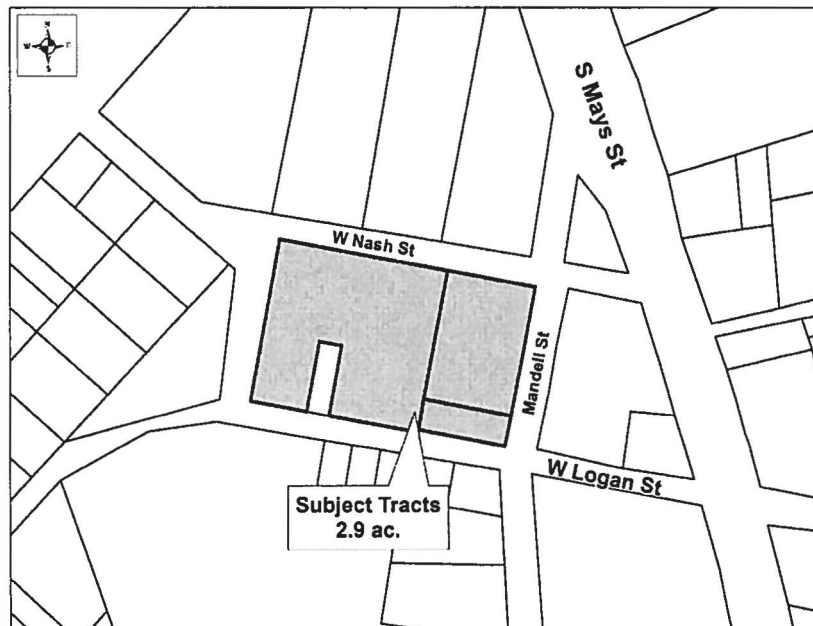 N
W E
S
S Mays St
W Nash St
Mandell St
W Logan St
Subject Tracts
2.9 ac.